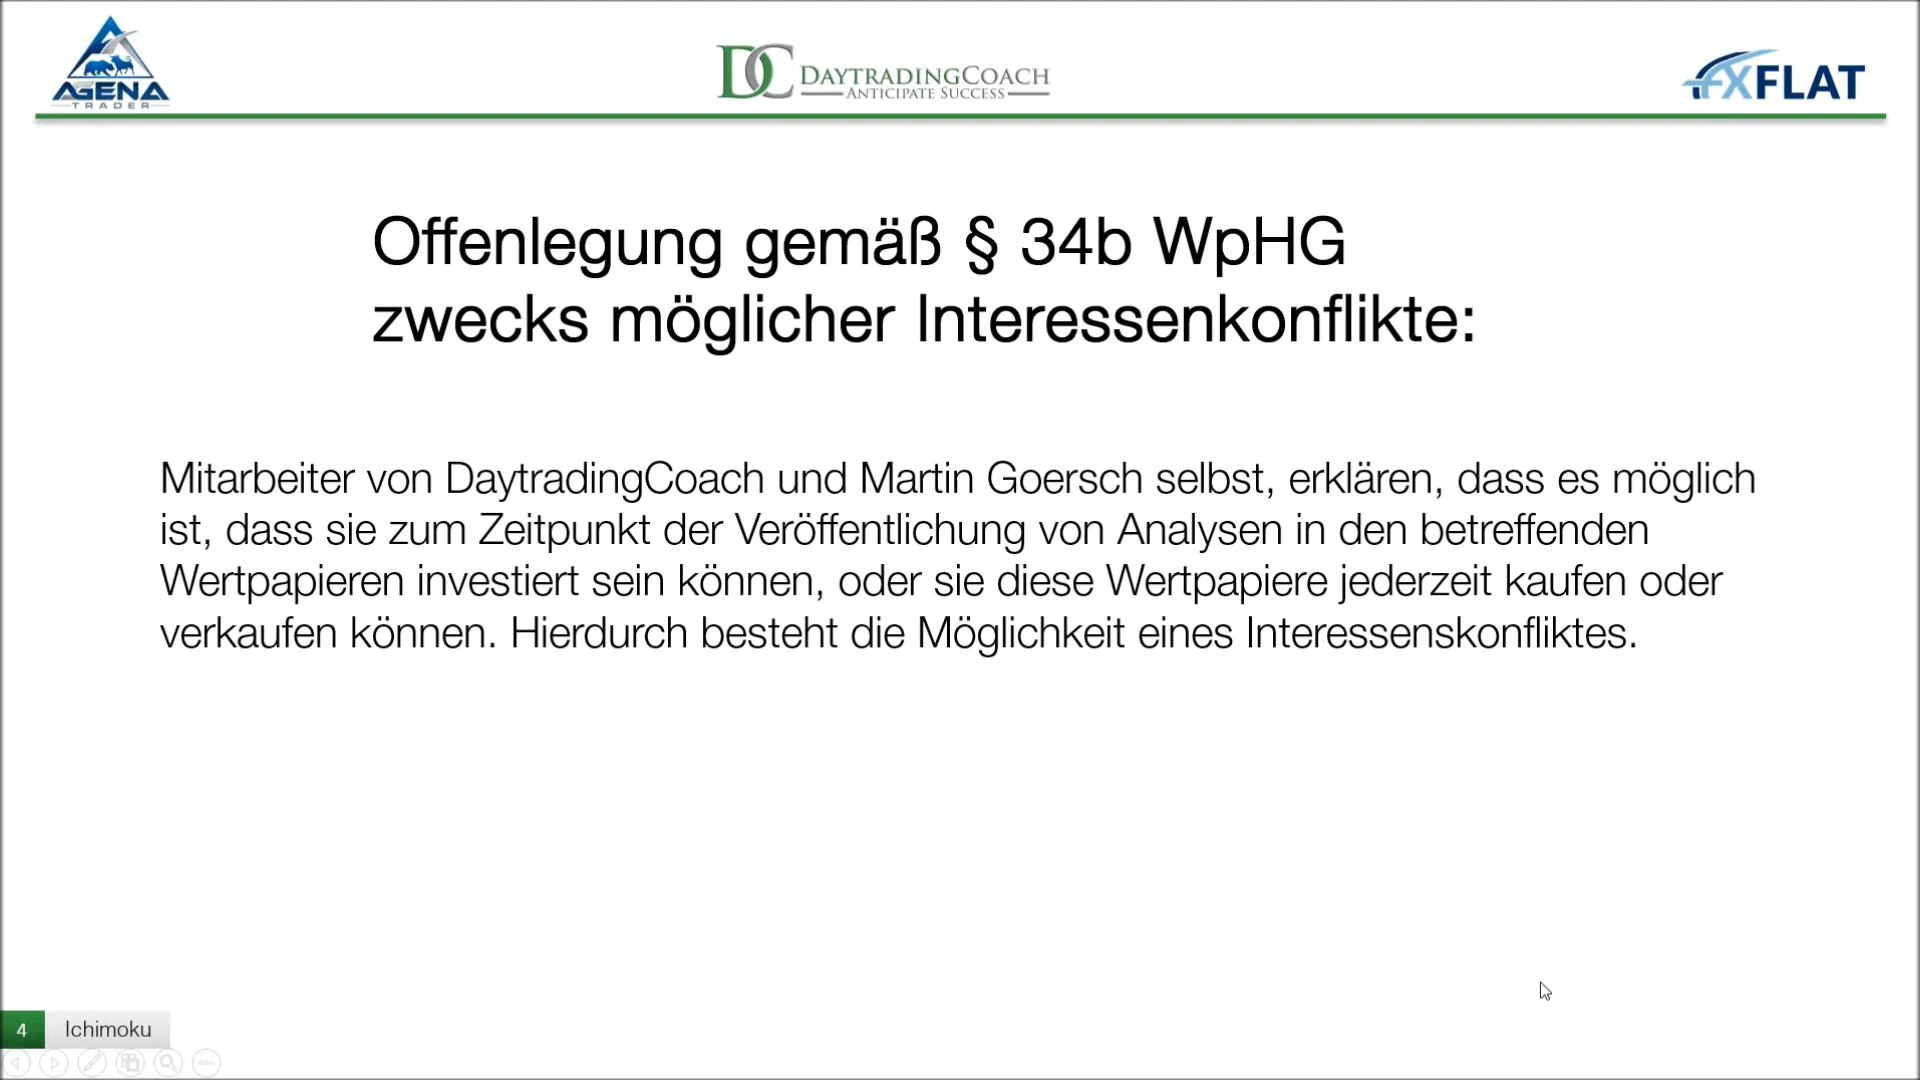 AGENA
TRADER
DC DAYTRADINGCOACH
ANTICIPATE SUCCESS
FXFLAT
Offenlegung gemäß § 34b WpHG
zwecks möglicher Interessenkonflikte:
Mitarbeiter von DaytradingCoach und Martin Goersch selbst, erklären, dass es möglich
ist, dass sie zum Zeitpunkt der Veröffentlichung von Analysen in den betreffenden
Wertpapieren investiert sein können, oder sie diese Wertpapiere jederzeit kaufen oder
verkaufen können. Hierdurch besteht die Möglichkeit eines Interessenskonfliktes.
4 Ichimoku